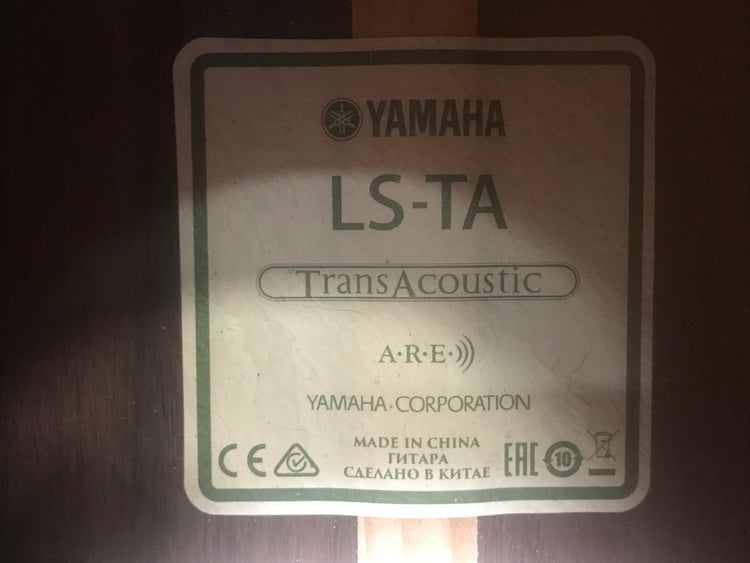 YAMAHA
LS-TA
TransAcoustic
A·R·E·
YAMAHA CORPORATION
MADE IN CHINA
ГИТАРА
СДЕЛАНО В КИТАЕ
CE
EAC
10